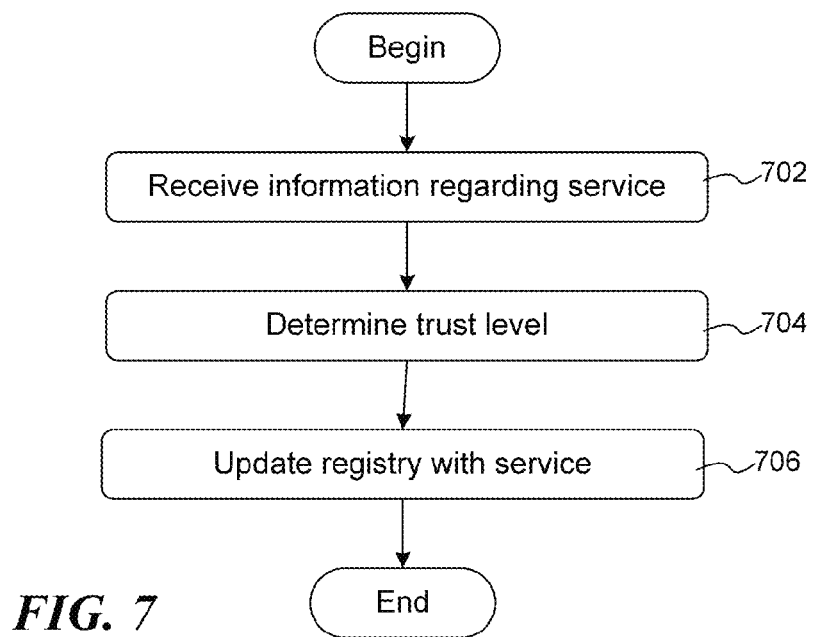 Begin
Receive information regarding service
702
Determine trust level
704
Update registry with service
706
End
FIG. 7